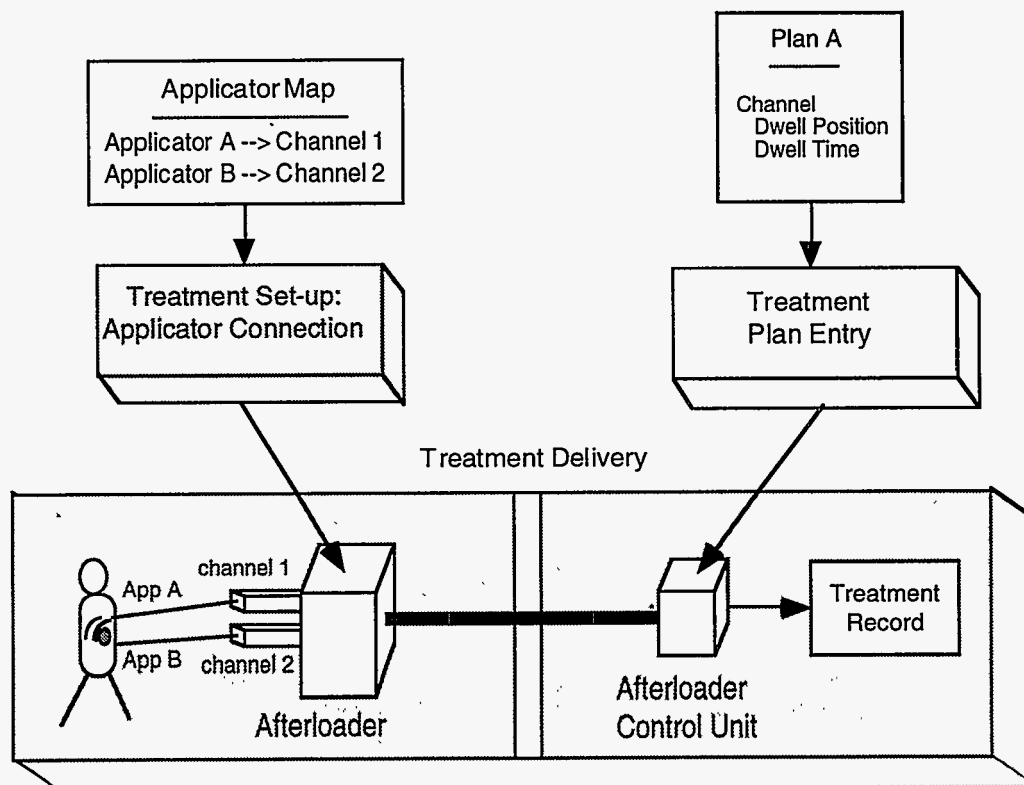 Applicator Map
Applicator A --> Channel 1
Applicator B --> Channel 2
Plan A
Channel
Dwell Position
Dwell Time
Treatment Set-up:
Applicator Connection
Treatment
Plan Entry
Treatment Delivery
App A
channel 1
App B
channel 2
Afterloader
Afterloader
Control Unit
Treatment
Record